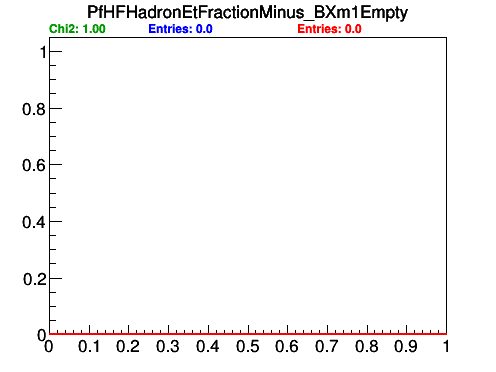 PfHFHadronEtFractionMinus_BXm1Empty
Chi2: 1.00 Entries: 0.0 Entries: 0.0
1
0.8
0.6
0.4
0.2
0
0 0.1 0.2 0.3 0.4 0.5 0.6 0.7 0.8 0.9 1